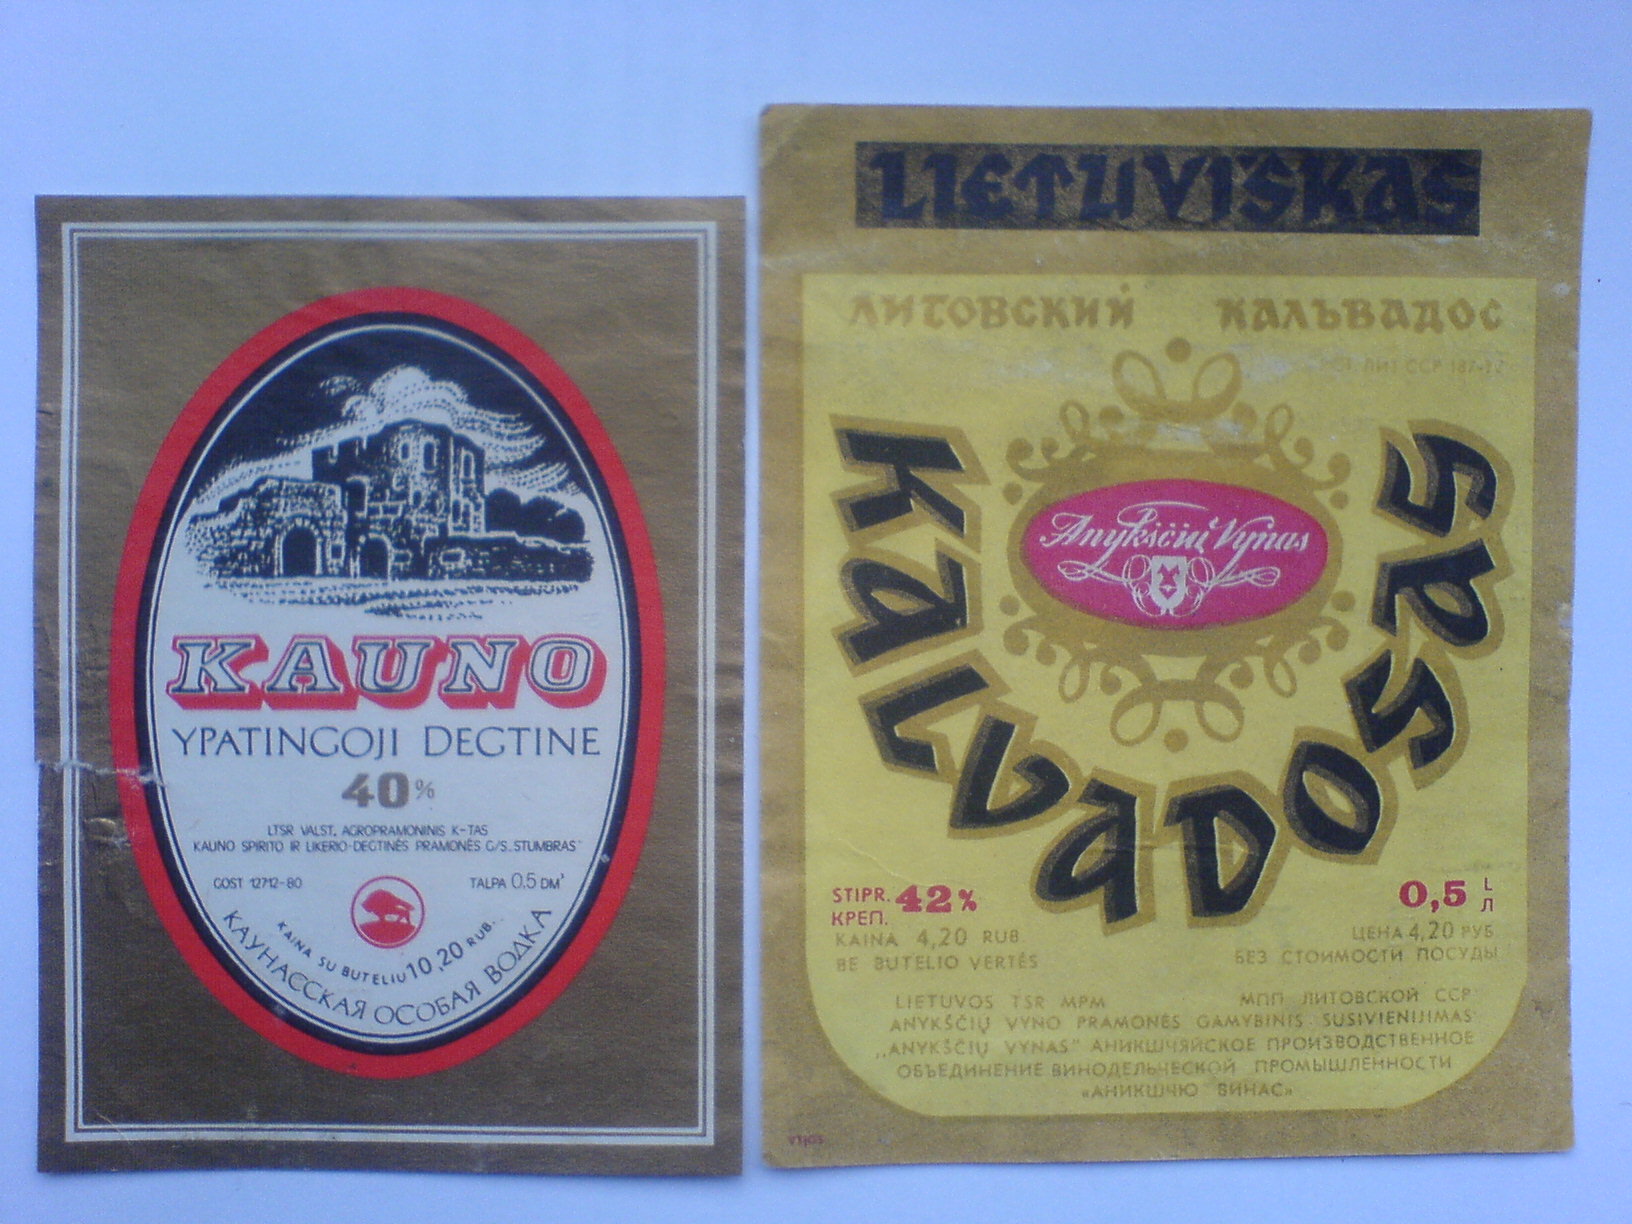 KAUNO
YPATINGOJI DEGTINE
40%
LTSR VALST. AGROPRAMONINIS K-TAS
KAUNO SPIRITO IR LIKERIO-DEGTINĖS PRAMONĖS G/S „STUMBRAS"
GOST 12712-80
TALPA 0.5 DM³
KAINA SU BUTELIU 10,20 RUB.
КАУНАССКАЯ ОСОБАЯ ВОДКА
LIETUVIŠKAS
ЛИТОВСКИЙ КАЛЬВАДОС
ЛИТ ССР
Anykščių Vynas
KALVADOSAS
STIPR. 42%
КРЕП.
0,5 L
Л
KAINA 4,20 RUB
BE BUTELIO VERTĖS
ЦЕНА 4,20 РУБ.
БЕЗ СТОИМОСТИ ПОСУДЫ
LIETUVOS TSR MPM МПП ЛИТОВСКОЙ ССР
ANYKŠČIŲ VYNO PRAMONĖS GAMYBINIS SUSIVIENIJIMAS
„ANYKŠČIŲ VYNAS" АНИКШЧЯЙСКОЕ ПРОИЗВОДСТВЕННОЕ
ОБЪЕДИНЕНИЕ ВИНОДЕЛЬЧЕСКОЙ ПРОМЫШЛЕННОСТИ
«АНИКШЧЮ ВИНАС»